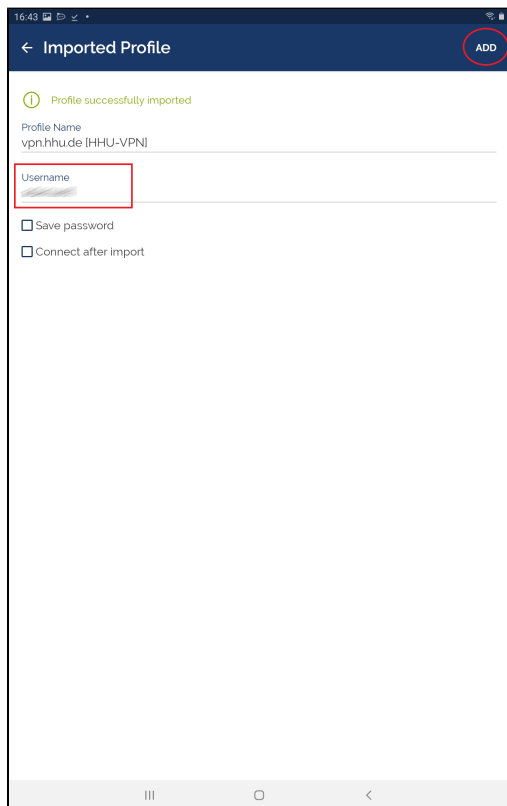 16:43
Imported Profile
ADD
Profile successfully imported
Profile Name
vpn.hhu.de [HHU-VPN]
Username
Save password
Connect after import